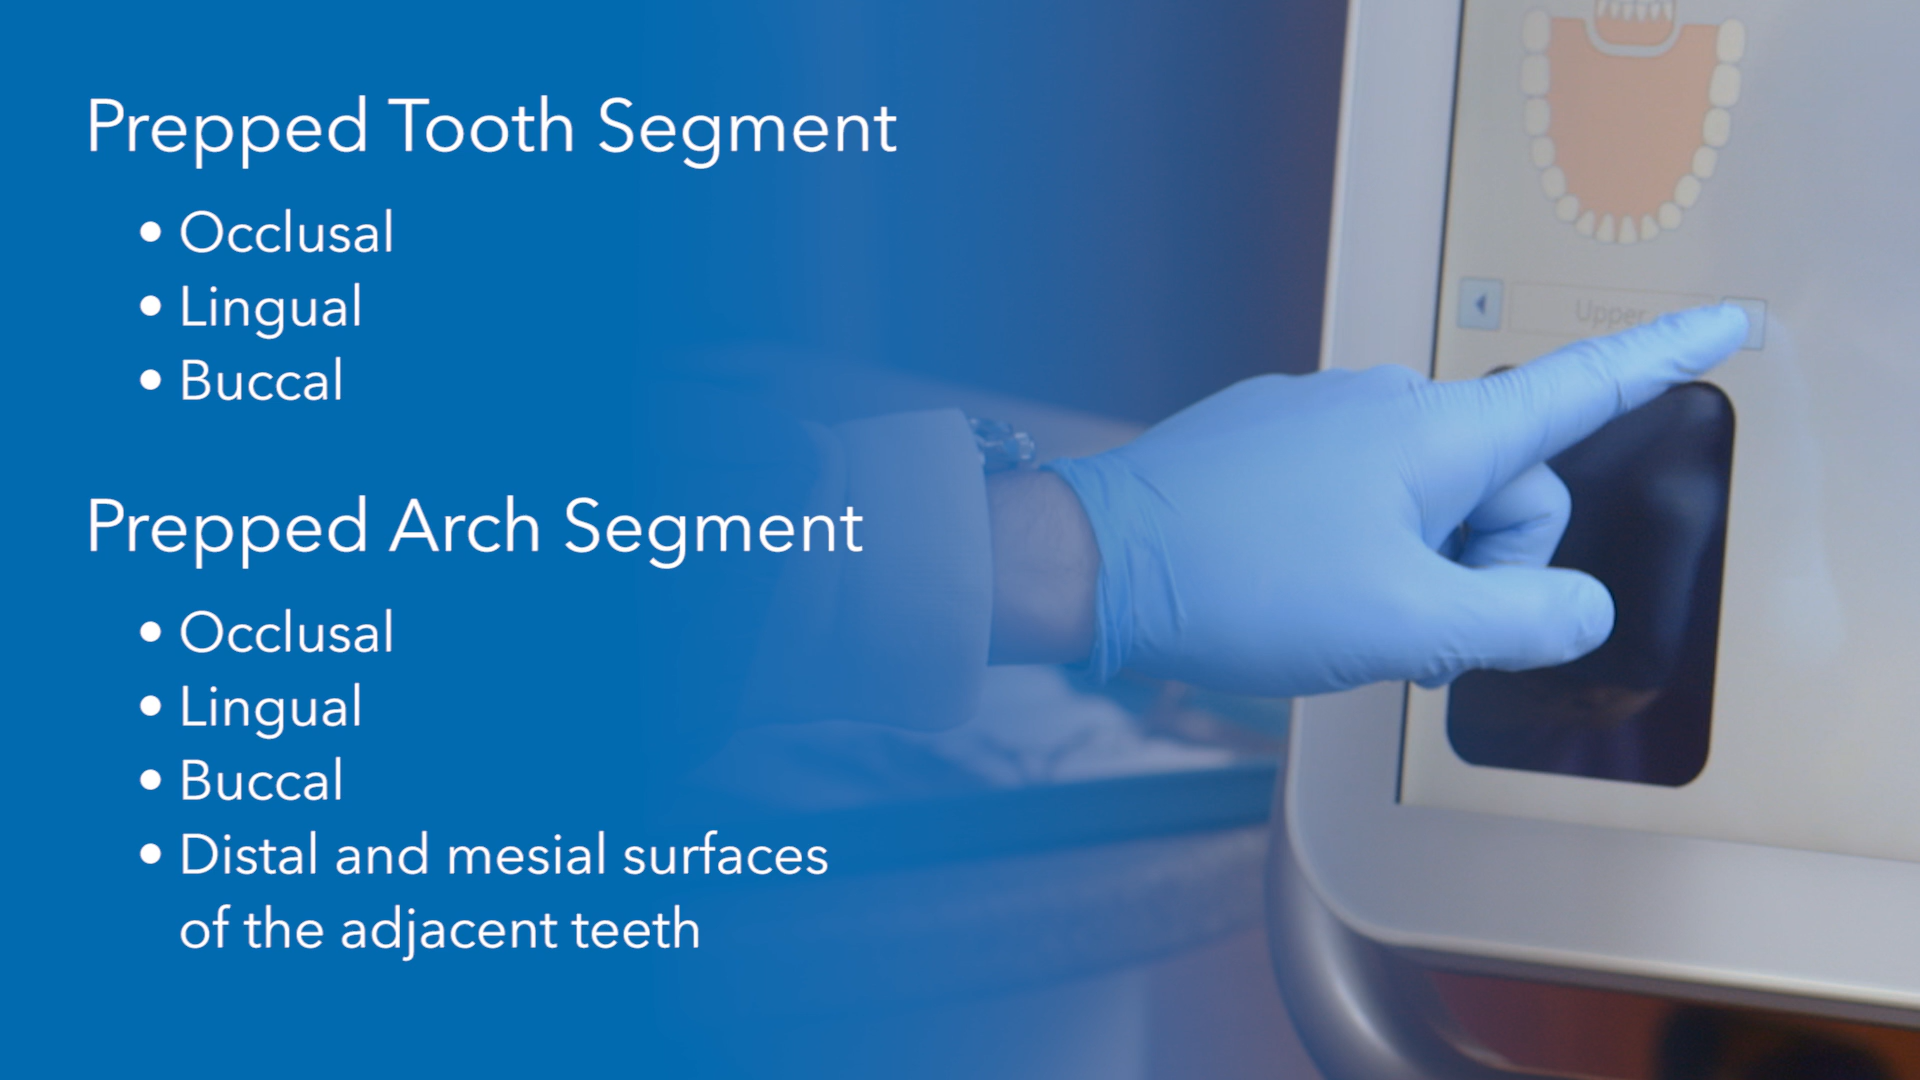 Prepped Tooth Segment
• Occlusal
• Lingual
• Buccal
Prepped Arch Segment
• Occlusal
• Lingual
• Buccal
• Distal and mesial surfaces
of the adjacent teeth
Upper